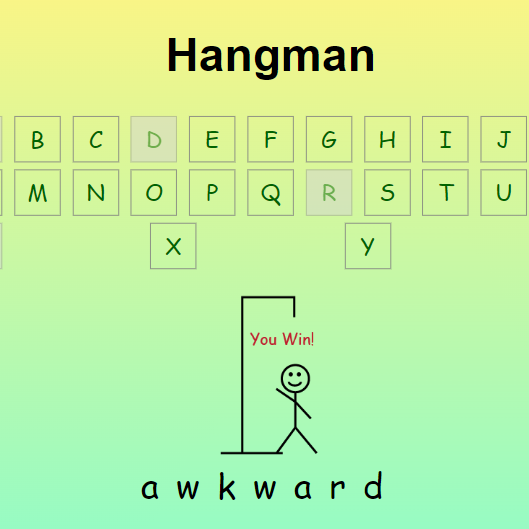 Hangman
B C D E F G H I J
M N O P Q R S T U
X Y
You Win!
a w k w a r d